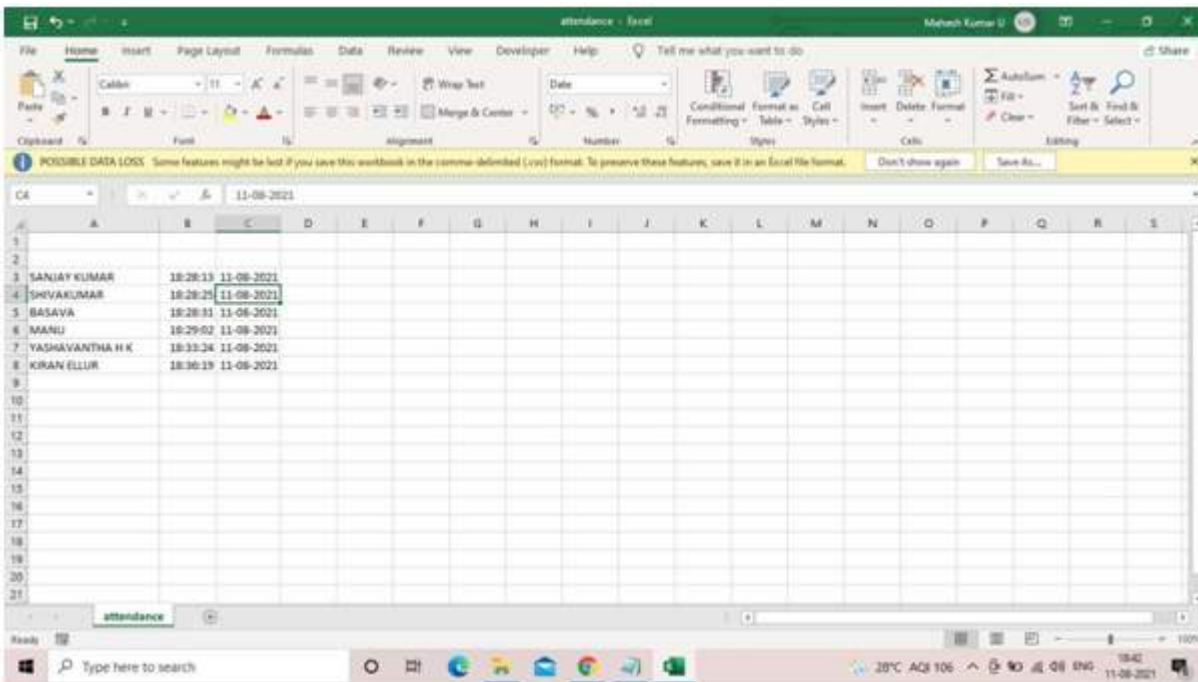 attendance - Excel
Mahesh Kumar U
File Home Insert Page Layout Formulas Data Review View Developer Help Tell me what you want to do Share
Paste
Calibri 11
B I U
Wrap Text
Merge & Center
Date
Conditional Formatting
Format as Table
Cell Styles
Insert Delete Format
AutoSum
Fill
Clear
Sort & Filter
Find & Select
Clipboard Font Alignment Number Styles Cells Editing
POSSIBLE DATA LOSS Some features might be lost if you save this workbook in the comma-delimited (.csv) format. To preserve these features, save it in an Excel file format. Don't show again Save As...
C4 11-08-2021
A B C D E F G H I J K L M N O P Q R S
1
2
3 SANJAY KUMAR 18:28:13 11-08-2021
4 SHIVAKUMAR 18:28:25 11-08-2021
5 BASAVA 18:28:31 11-08-2021
6 MANU 18:29:02 11-08-2021
7 YASHAVANTHA H K 18:33:24 11-08-2021
8 KIRAN ELLUR 18:36:19 11-08-2021
9
10
11
12
13
14
15
16
17
18
19
20
21
attendance
Ready 100%
Type here to search
28°C AQI 106 ENG 18:42
11-08-2021